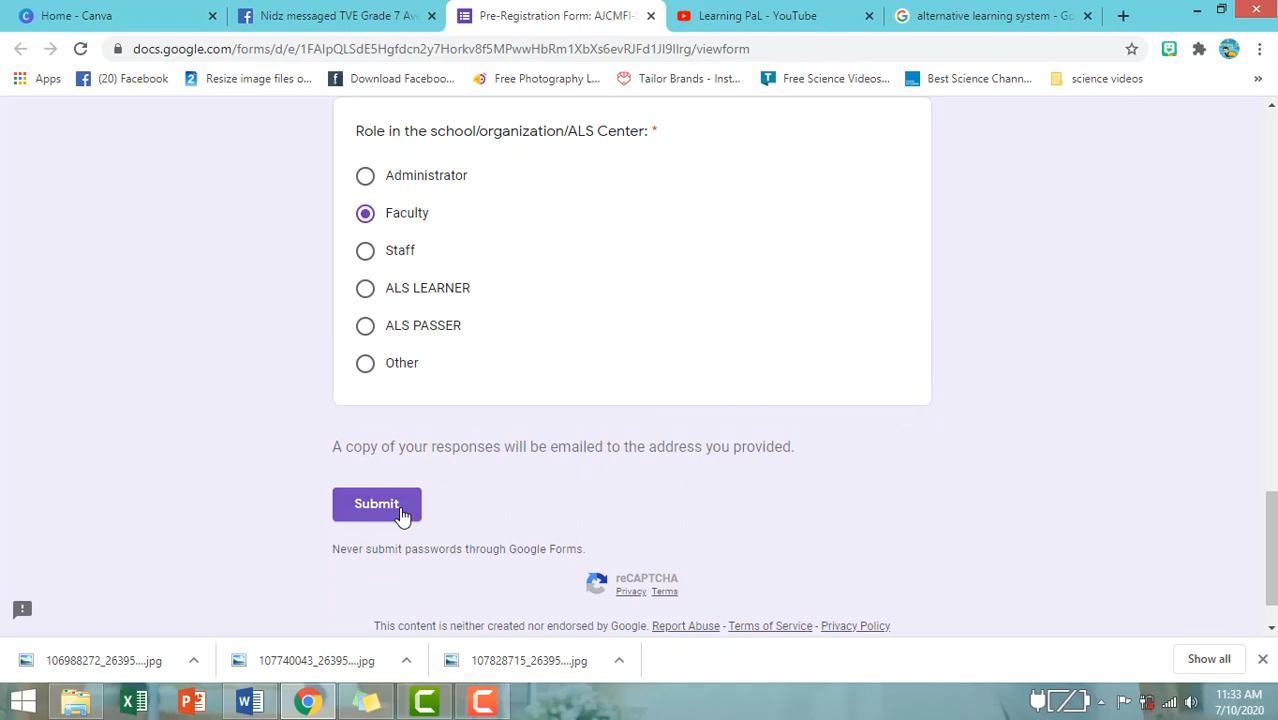 Home - Canva
Nidz messaged TVE Grade 7 Av
Pre-Registration Form: AJCMFI-
Learning PaL - YouTube
alternative learning system - Go
docs.google.com/forms/d/e/1FAIpQLSdE5Hgfdcn2y7Horkv8f5MPwwHbRm1XbXs6evRJFd1JI9Ilrg/viewform
Apps
(20) Facebook
Resize image files o...
Download Faceboo...
Free Photography L...
Tailor Brands - Inst...
Free Science Videos...
Best Science Chann...
science videos
»
Role in the school/organization/ALS Center: *
Administrator
Faculty
Staff
ALS LEARNER
ALS PASSER
Other
A copy of your responses will be emailed to the address you provided.
Submit
Never submit passwords through Google Forms.
reCAPTCHA
Privacy Terms
This content is neither created nor endorsed by Google. Report Abuse - Terms of Service - Privacy Policy
106988272_26395....jpg
107740043_26395....jpg
107828715_26395....jpg
Show all
11:33 AM
7/10/2020